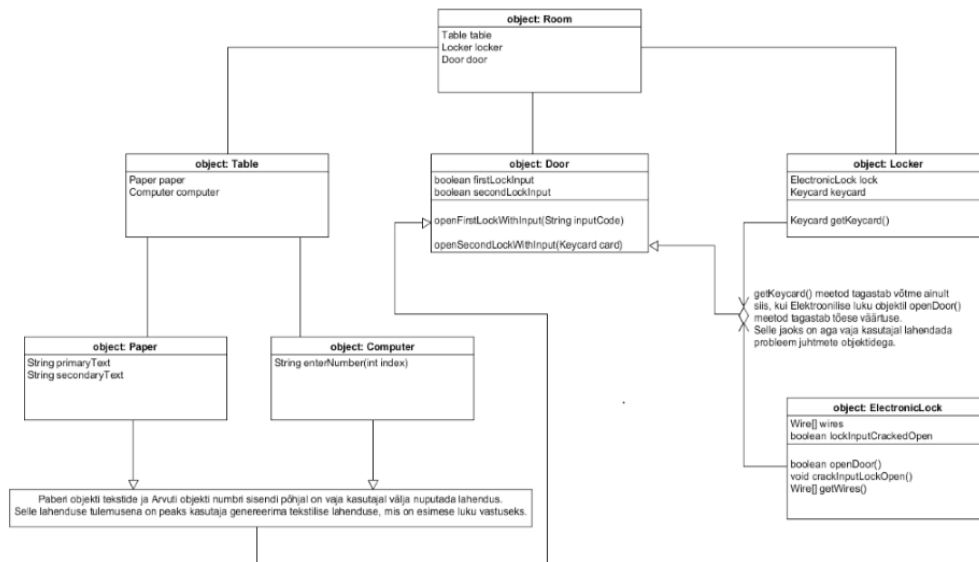 object: Room
Table table
Locker locker
Door door
object: Table
Paper paper
Computer computer
object: Door
boolean firstLockInput
boolean secondLockInput
openFirstLockWithInput(String inputCode)
openSecondLockWithInput(Keycard card)
object: Locker
ElectronicLock lock
Keycard keycard
Keycard getKeycard()
getKeycard() meetod tagastab võtme ainult
siis, kui Elektroonilise luku objektil openDoor()
meetod tagastab tõese väärtuse.
Selle jaoks on aga vaja kasutajal lahendada
probleem juhtmete objektidega.
object: Paper
String primaryText
String secondaryText
object: Computer
String enterNumber(int index)
object: ElectronicLock
Wire[] wires
boolean lockInputCrackedOpen
boolean openDoor()
void crackInputLockOpen()
Wire[] getWires()
Paberi objekti tekstide ja Arvuti objekti numbri sisendi põhjal on vaja kasutajal välja nuputada lahendus.
Selle lahenduse tulemusena on peaks kasutaja genereerima tekstilise lahenduse, mis on esimese luku vastuseks.